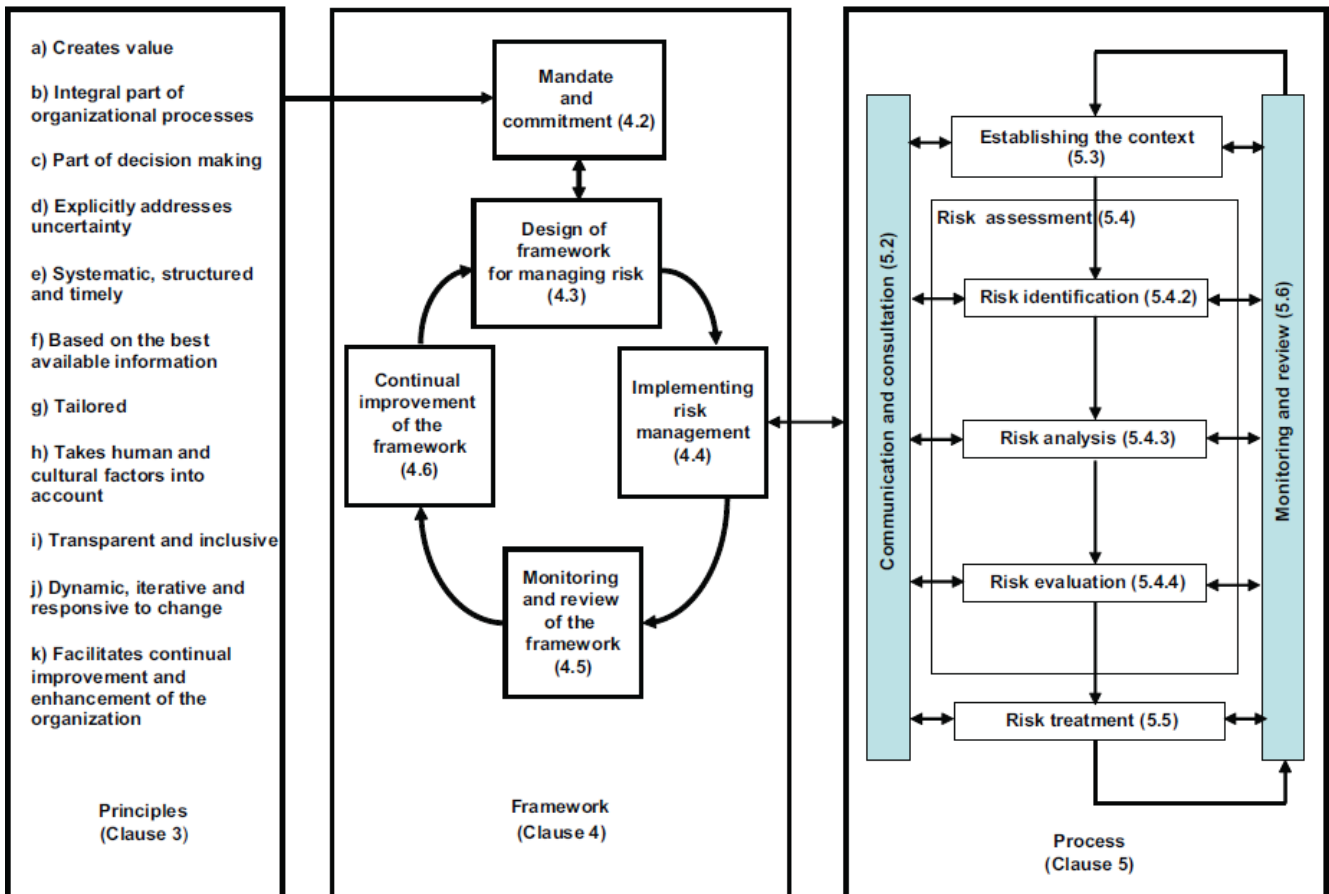 a) Creates value
b) Integral part of
organizational processes
c) Part of decision making
d) Explicitly addresses
uncertainty
e) Systematic, structured
and timely
f) Based on the best
available information
g) Tailored
h) Takes human and
cultural factors into
account
i) Transparent and inclusive
j) Dynamic, iterative and
responsive to change
k) Facilitates continual
improvement and
enhancement of the
organization
Principles
(Clause 3)
Mandate
and
commitment (4.2)
Design of
framework
for managing risk
(4.3)
Continual
improvement
of the
framework
(4.6)
Implementing
risk
management
(4.4)
Monitoring
and review
of the
framework
(4.5)
Framework
(Clause 4)
Communication and consultation (5.2)
Establishing the context
(5.3)
Risk assessment (5.4)
Risk identification (5.4.2)
Risk analysis (5.4.3)
Risk evaluation (5.4.4)
Risk treatment (5.5)
Monitoring and review (5.6)
Process
(Clause 5)